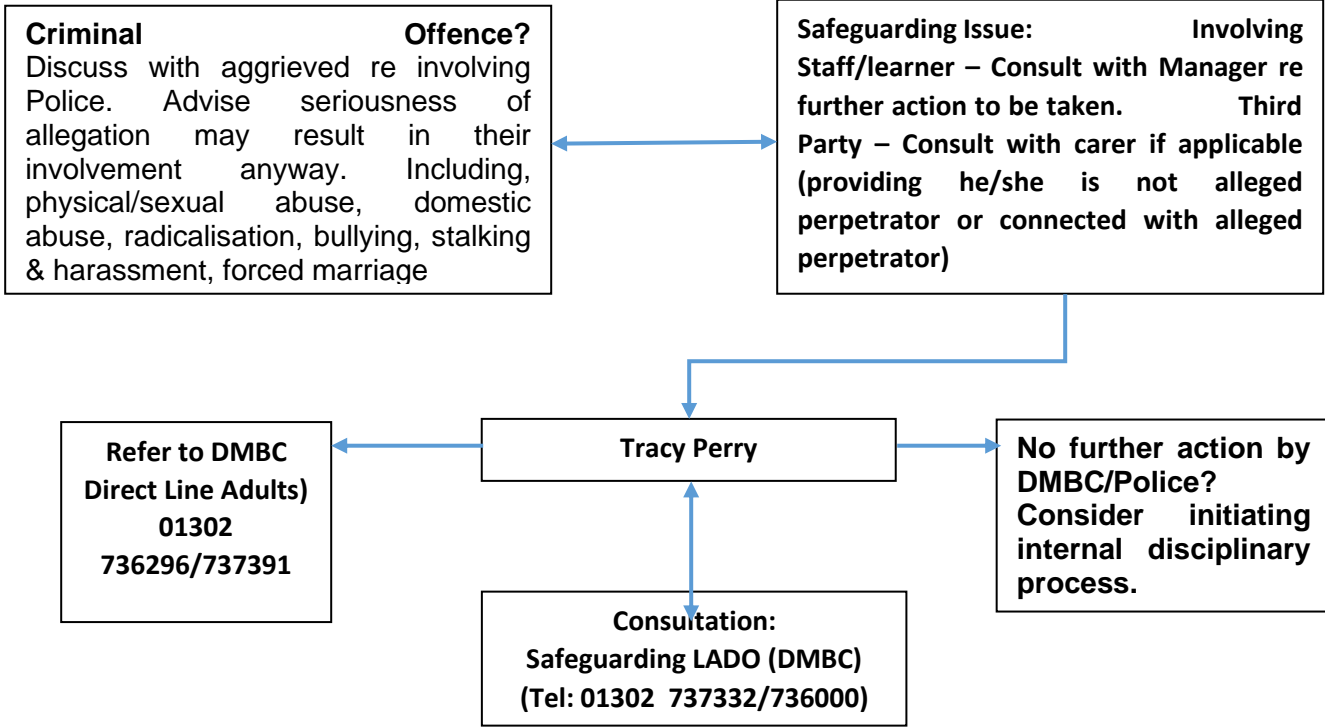 Criminal Offence?
Discuss with aggrieved re involving
Police. Advise seriousness of
allegation may result in their
involvement anyway. Including,
physical/sexual abuse, domestic
abuse, radicalisation, bullying, stalking
& harassment, forced marriage
Safeguarding Issue: Involving
Staff/learner – Consult with Manager re
further action to be taken. Third
Party – Consult with carer if applicable
(providing he/she is not alleged
perpetrator or connected with alleged
perpetrator)
Refer to DMBC
Direct Line Adults)
01302
736296/737391
Tracy Perry
No further action by
DMBC/Police?
Consider initiating
internal disciplinary
process.
Consultation:
Safeguarding LADO (DMBC)
(Tel: 01302 737332/736000)